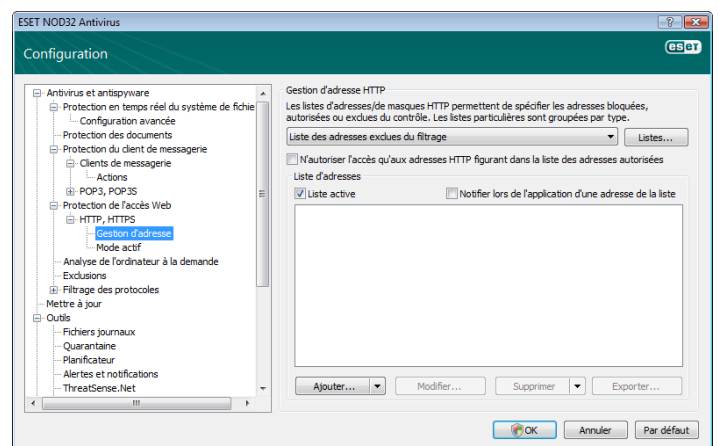 ESET NOD32 Antivirus
Configuration
eseT
Antivirus et antispyware
Protection en temps réel du système de fichie
Configuration avancée
Protection des documents
Protection du client de messagerie
Clients de messagerie
Actions
POP3, POP3S
Protection de l'accès Web
HTTP, HTTPS
Gestion d'adresse
Mode actif
Analyse de l'ordinateur à la demande
Exclusions
Filtrage des protocoles
Mettre à jour
Outils
Fichiers journaux
Quarantaine
Planificateur
Alertes et notifications
ThreatSense.Net
Gestion d'adresse HTTP
Les listes d'adresses/de masques HTTP permettent de spécifier les adresses bloquées,
autorisées ou exclues du contrôle. Les listes particulières sont groupées par type.
Liste des adresses exclues du filtrage
Listes...
N'autoriser l'accès qu'aux adresses HTTP figurant dans la liste des adresses autorisées
Liste d'adresses
Liste active
Notifier lors de l'application d'une adresse de la liste
Ajouter...
Modifier...
Supprimer
Exporter...
OK
Annuler
Par défaut